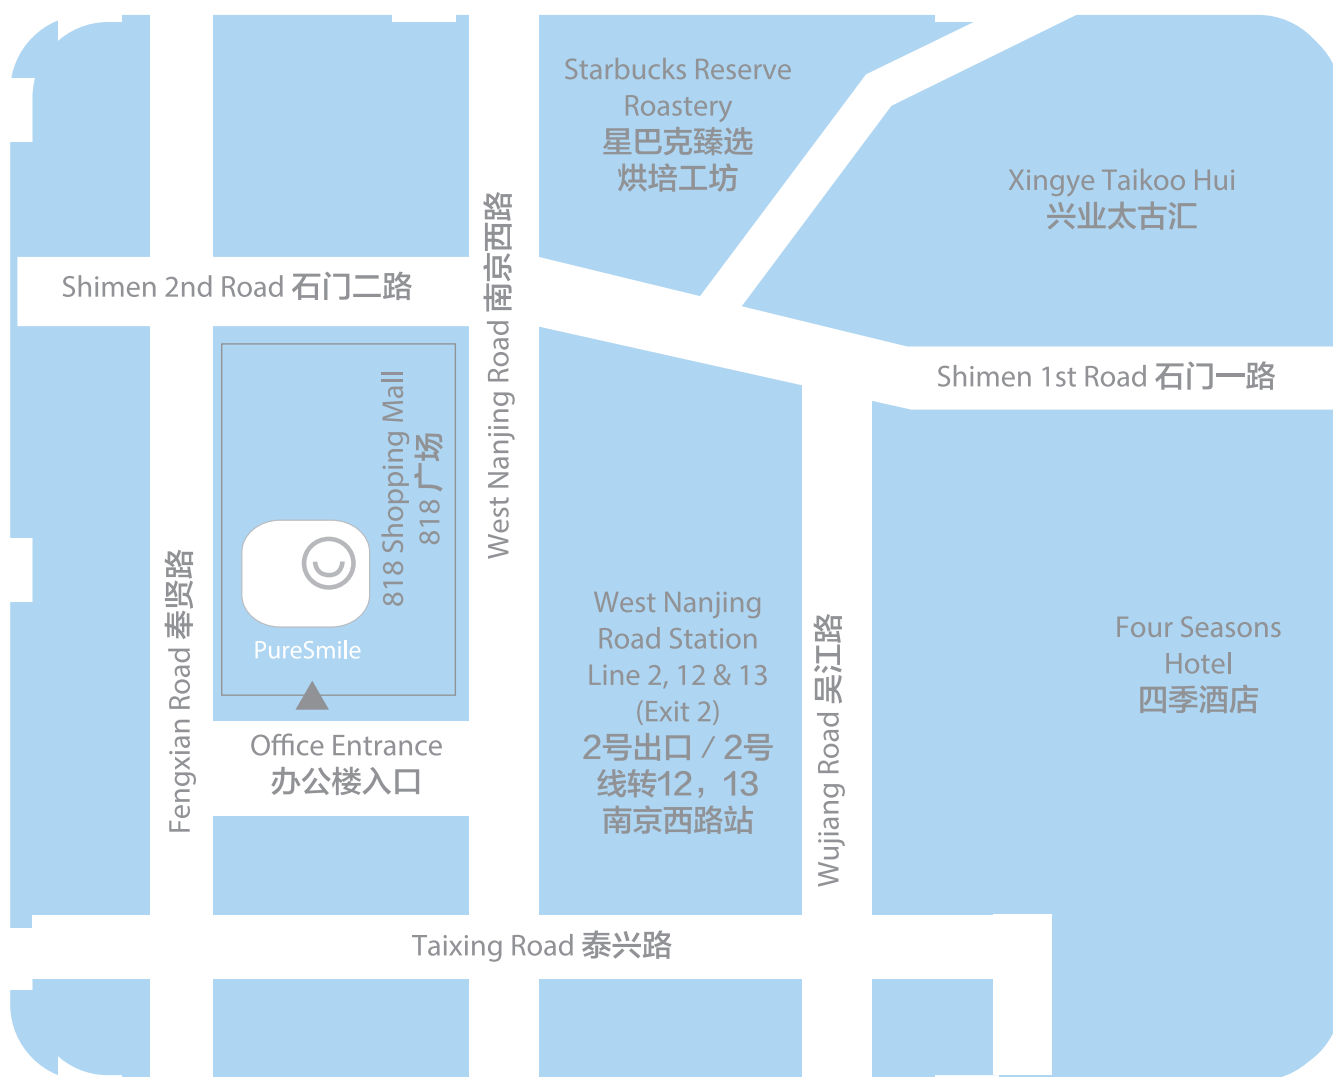 Starbucks Reserve
Roastery
星巴克臻选
烘培工坊
Xingye Taikoo Hui
兴业太古汇
Shimen 2nd Road 石门二路
West Nanjing Road 南京西路
Shimen 1st Road 石门一路
818 Shopping Mall
818 广场
PureSmile
Fengxian Road 奉贤路
Office Entrance
办公楼入口
West Nanjing
Road Station
Line 2, 12 & 13
(Exit 2)
2号出口 / 2号
线转12，13
南京西路站
Wujiang Road 吴江路
Four Seasons
Hotel
四季酒店
Taixing Road 泰兴路